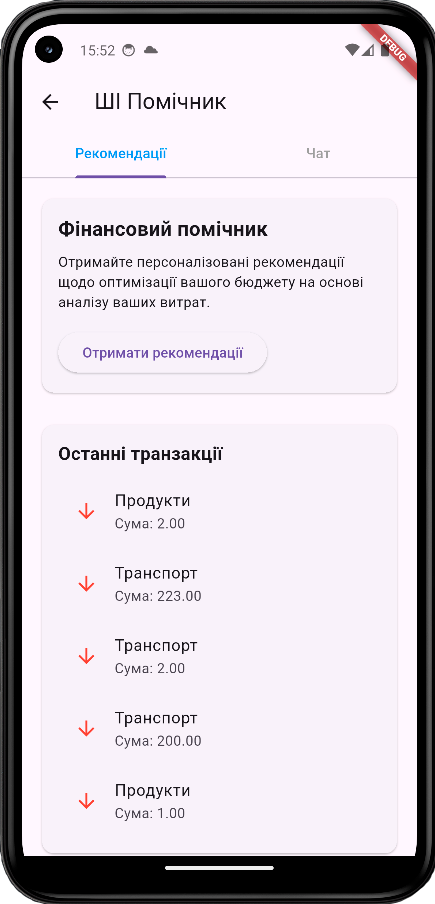 15:52
DEBUG
ШІ Помічник
Рекомендації
Чат
Фінансовий помічник
Отримайте персоналізовані рекомендації
щодо оптимізації вашого бюджету на основі
аналізу ваших витрат.
Отримати рекомендації
Останні транзакції
Продукти
Сума: 2.00
Транспорт
Сума: 223.00
Транспорт
Сума: 2.00
Транспорт
Сума: 200.00
Продукти
Сума: 1.00